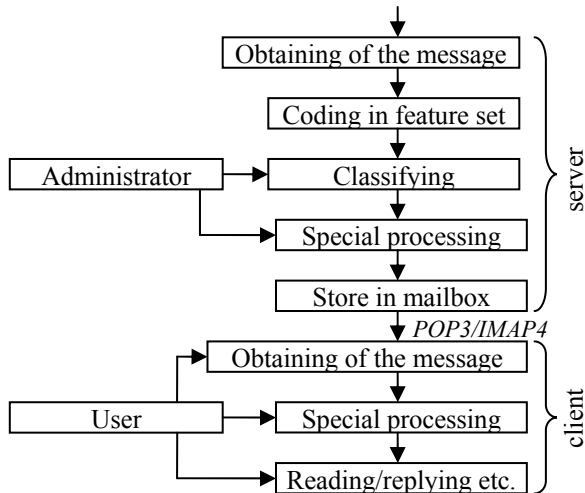 Obtaining of the message
Coding in feature set
Administrator
Classifying
Special processing
Store in mailbox
server
POP3/IMAP4
Obtaining of the message
User
Special processing
Reading/replying etc.
client